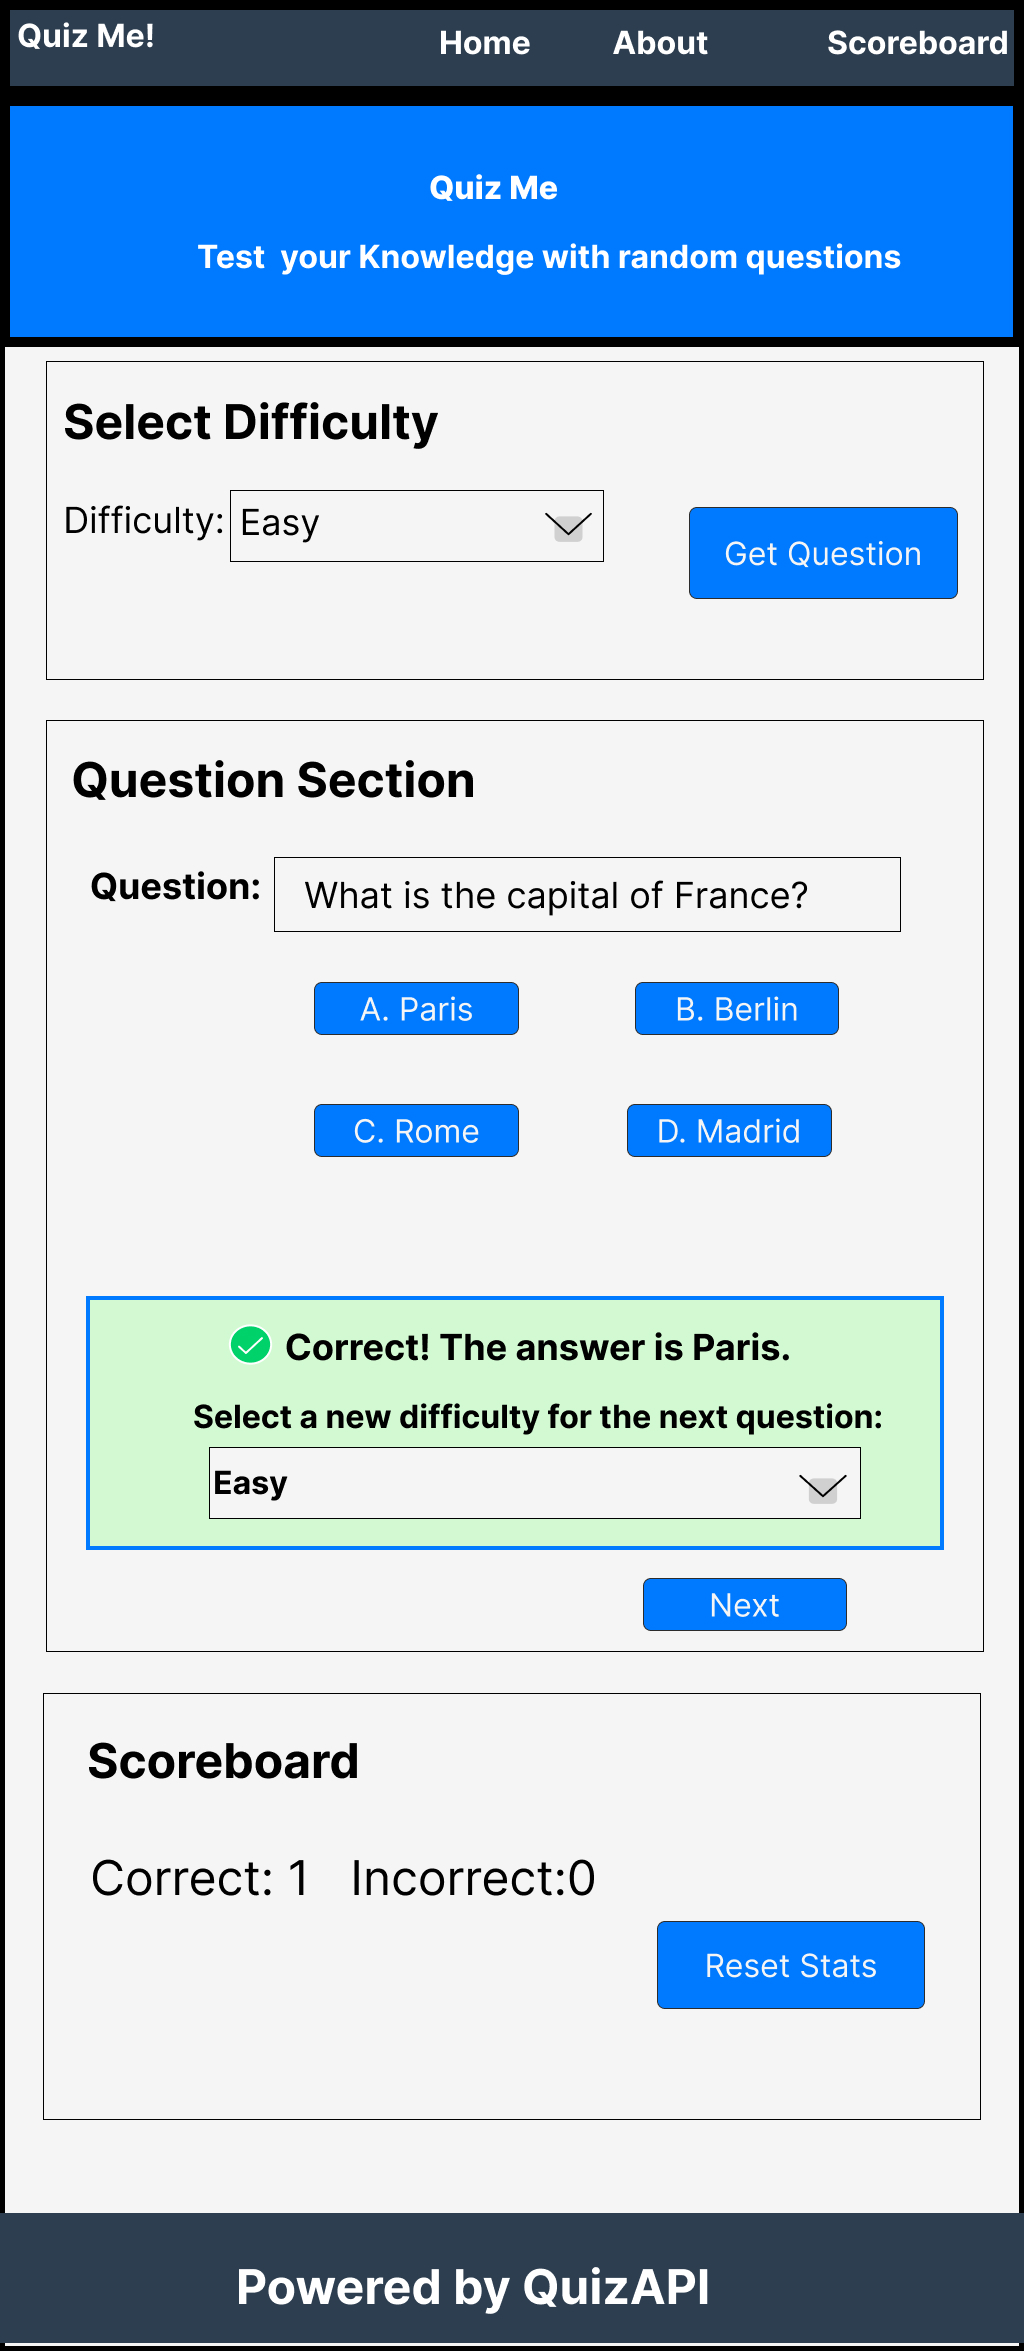 Quiz Me!
Home About Scoreboard
Quiz Me
Test your Knowledge with random questions
Select Difficulty
Difficulty: Easy
Get Question
Question Section
Question: What is the capital of France?
A. Paris B. Berlin
C. Rome D. Madrid
Correct! The answer is Paris.
Select a new difficulty for the next question:
Easy
Next
Scoreboard
Correct: 1 Incorrect:0
Reset Stats
Powered by QuizAPI